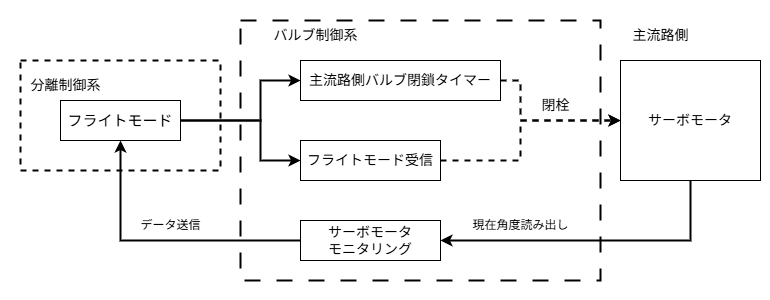 バルブ制御系
主流路側
分離制御系
主流路側バルブ閉鎖タイマー
フライトモード
閉栓
サーボモータ
フライトモード受信
データ送信
サーボモータ
モニタリング
現在角度読み出し